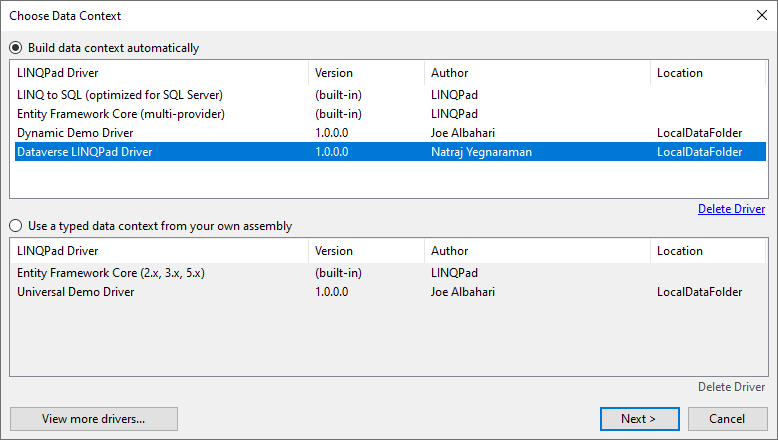 Choose Data Context
Build data context automatically
LINQPad Driver Version Author Location
LINQ to SQL (optimized for SQL Server) (built-in) LINQPad
Entity Framework Core (multi-provider) (built-in) LINQPad
Dynamic Demo Driver 1.0.0.0 Joe Albahari LocalDataFolder
Dataverse LINQPad Driver 1.0.0.0 Natraj Yegnaraman LocalDataFolder
Delete Driver
Use a typed data context from your own assembly
LINQPad Driver Version Author Location
Entity Framework Core (2.x, 3.x, 5.x) (built-in) LINQPad
Universal Demo Driver 1.0.0.0 Joe Albahari LocalDataFolder
Delete Driver
View more drivers... Next > Cancel